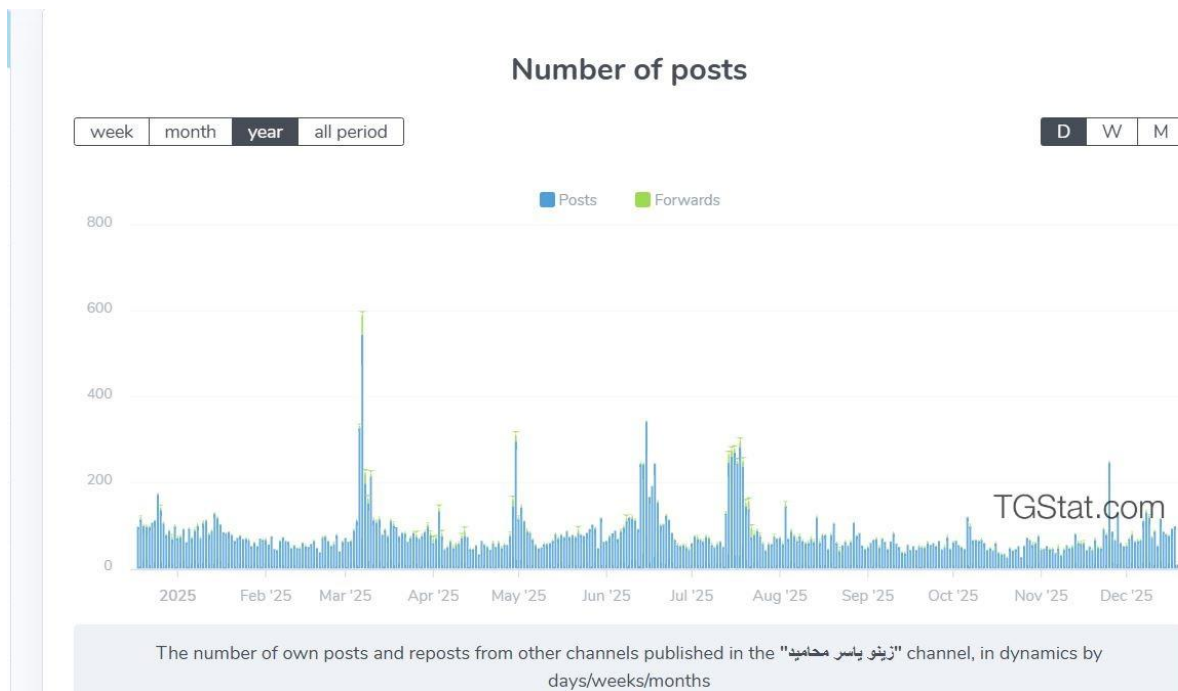 Number of posts
week month year all period D W M
Posts Forwards
800
600
400
200
0
TGStat.com
2025 Feb '25 Mar '25 Apr '25 May '25 Jun '25 Jul '25 Aug '25 Sep '25 Oct '25 Nov '25 Dec '25
The number of own posts and reposts from other channels published in the "زينو ياسر محاميد" channel, in dynamics by
days/weeks/months